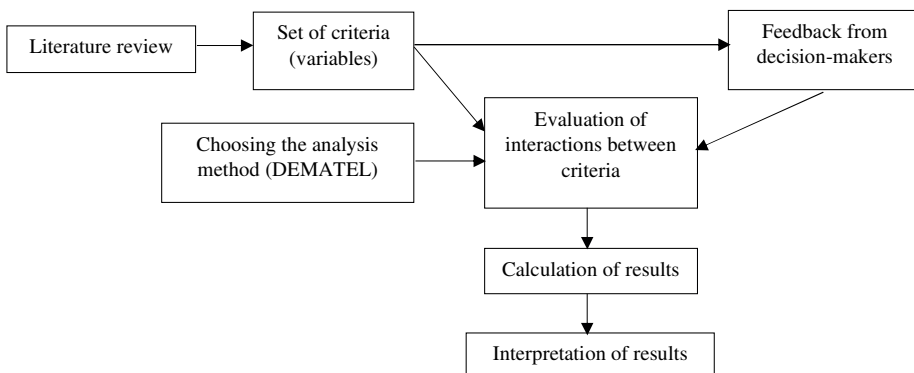 Literature review
Set of criteria
(variables)
Feedback from
decision-makers
Choosing the analysis
method (DEMATEL)
Evaluation of
interactions between
criteria
Calculation of results
Interpretation of results